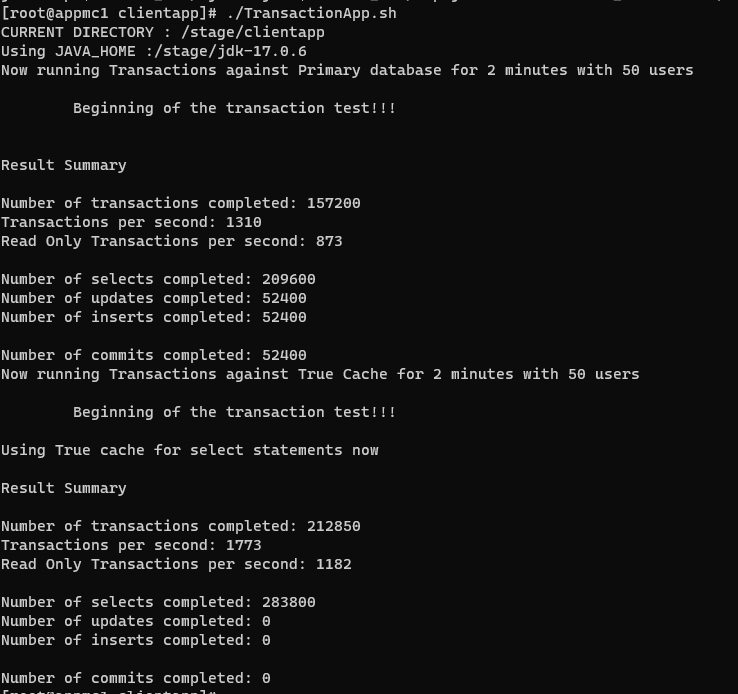 [root@appmc1 clientapp]# ./TransactionApp.sh
CURRENT DIRECTORY : /stage/clientapp
Using JAVA_HOME :/stage/jdk-17.0.6
Now running Transactions against Primary database for 2 minutes with 50 users
Beginning of the transaction test!!!
Result Summary
Number of transactions completed: 157200
Transactions per second: 1310
Read Only Transactions per second: 873
Number of selects completed: 209600
Number of updates completed: 52400
Number of inserts completed: 52400
Number of commits completed: 52400
Now running Transactions against True Cache for 2 minutes with 50 users
Beginning of the transaction test!!!
Using True cache for select statements now
Result Summary
Number of transactions completed: 212850
Transactions per second: 1773
Read Only Transactions per second: 1182
Number of selects completed: 283800
Number of updates completed: 0
Number of inserts completed: 0
Number of commits completed: 0
[root@appmc1 clientapp]#